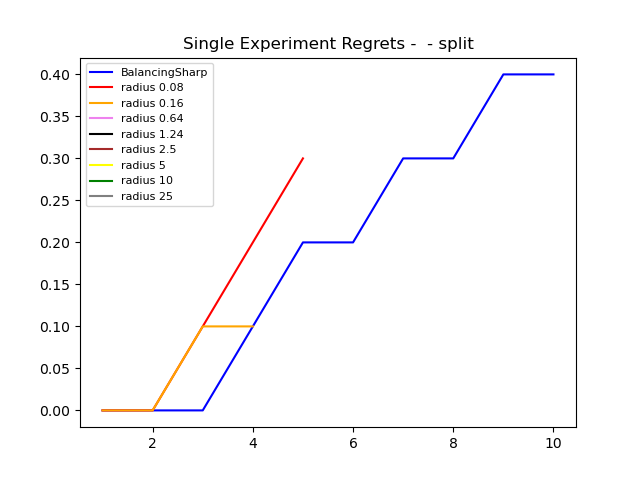 Single Experiment Regrets -  - split
BalancingSharp
radius 0.08
radius 0.16
radius 0.64
radius 1.24
radius 2.5
radius 5
radius 10
radius 25
0.40
0.35
0.30
0.25
0.20
0.15
0.10
0.05
0.00
2
4
6
8
10